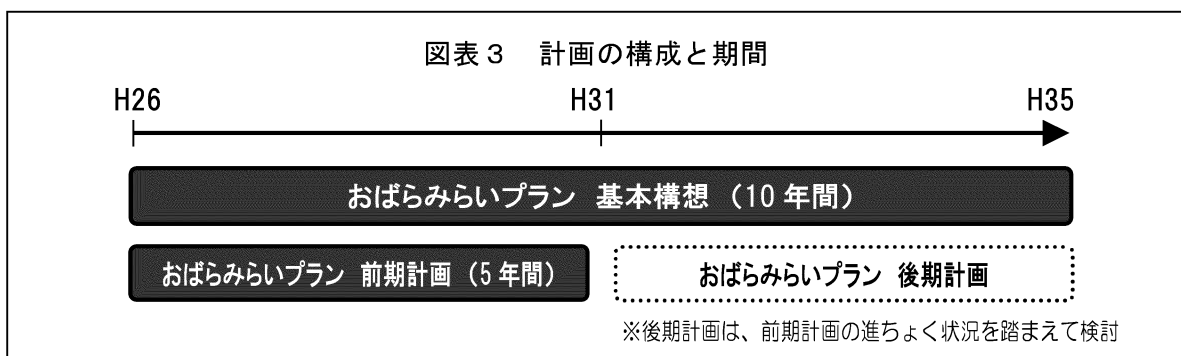 図表３　計画の構成と期間
H26 H31 H35
おばらみらいプラン 基本構想（10年間）
おばらみらいプラン 前期計画（5年間） おばらみらいプラン 後期計画
※後期計画は、前期計画の進ちょく状況を踏まえて検討